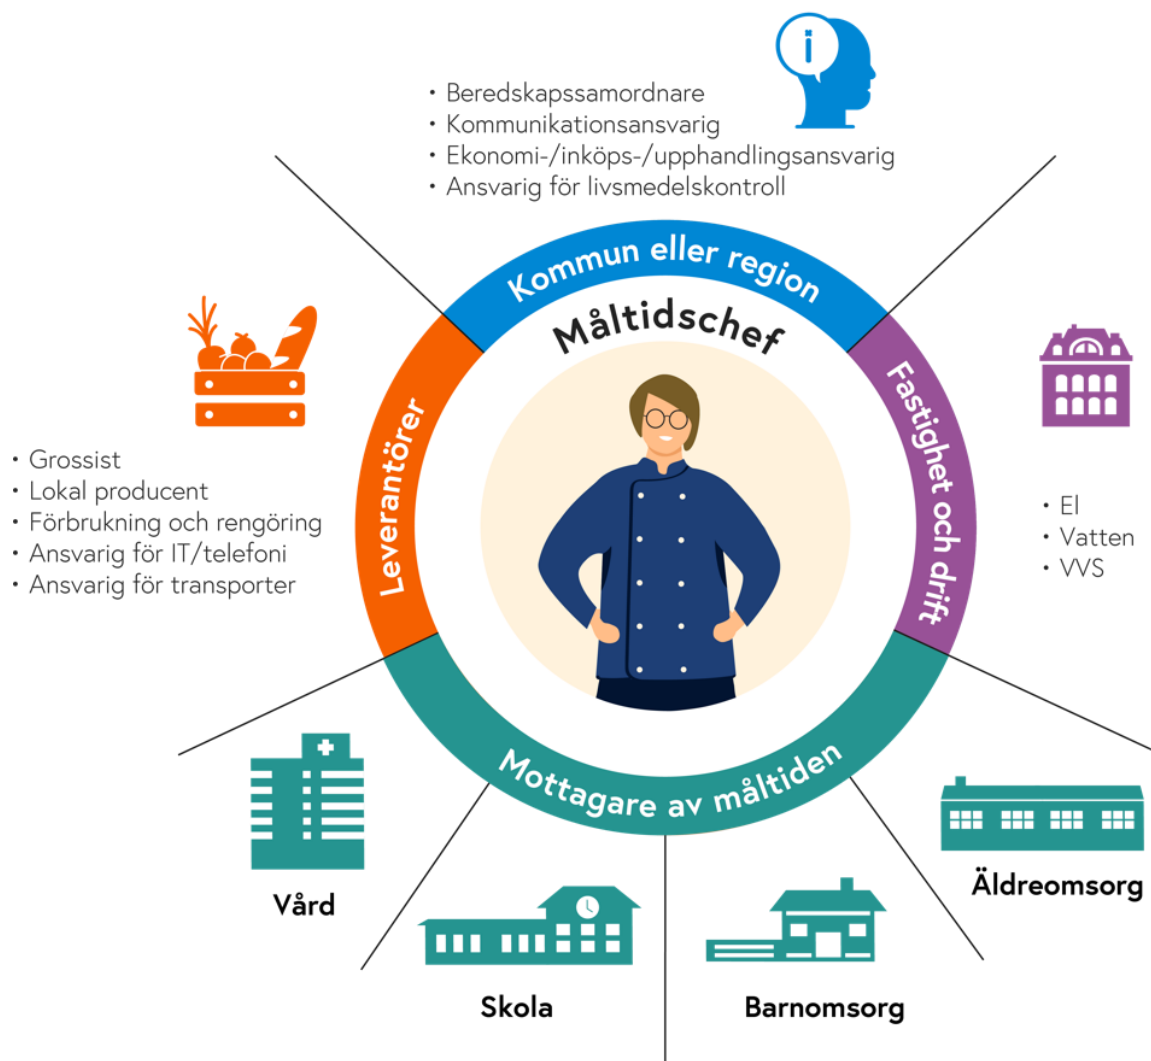 • Beredskapssamordnare
• Kommunikationsansvarig
• Ekonomi-/inköps-/upphandlingsansvarig
• Ansvarig för livsmedelskontroll
Kommun eller region
Måltidschef
Leverantörer
• Grossist
• Lokal producent
• Förbrukning och rengöring
• Ansvarig för IT/telefoni
• Ansvarig för transporter
Fastighet och drift
• El
• Vatten
• VVS
Mottagare av måltiden
Vård
Skola
Barnomsorg
Äldreomsorg